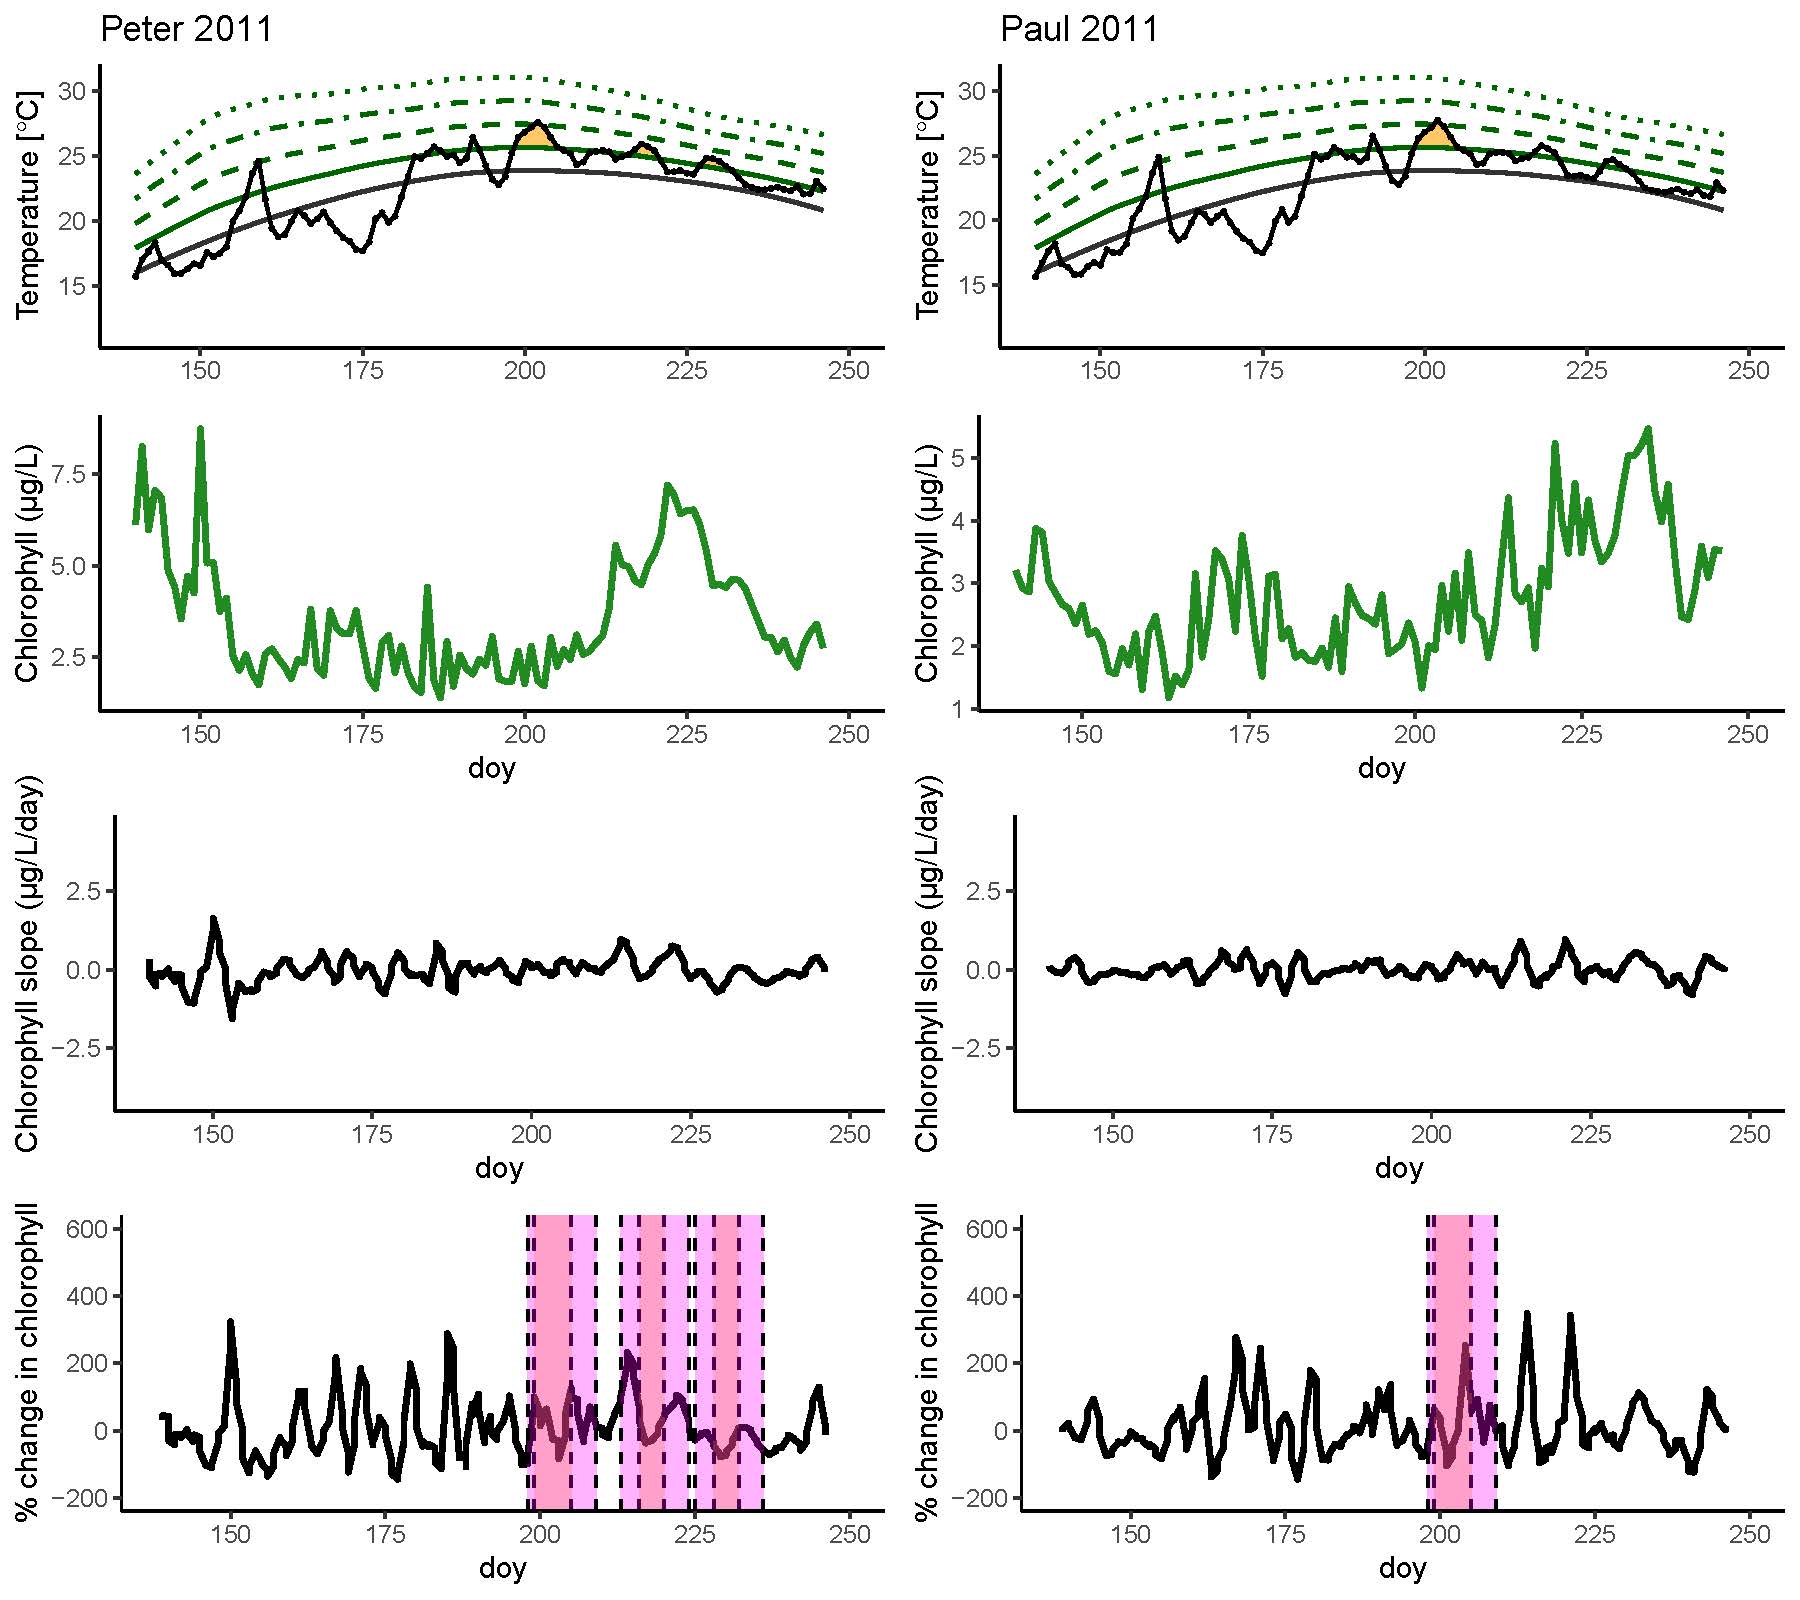 Peter 2011
Paul 2011
Temperature [°C]
30
25
20
15
150 175 200 225 250
Temperature [°C]
30
25
20
15
150 175 200 225 250
Chlorophyll (µg/L)
7.5
5.0
2.5
150 175 200 225 250
doy
Chlorophyll (µg/L)
5
4
3
2
1
150 175 200 225 250
doy
Chlorophyll slope (µg/L/day)
2.5
0.0
−2.5
150 175 200 225 250
doy
Chlorophyll slope (µg/L/day)
2.5
0.0
−2.5
150 175 200 225 250
doy
% change in chlorophyll
600
400
200
0
−200
150 175 200 225 250
doy
% change in chlorophyll
600
400
200
0
−200
150 175 200 225 250
doy